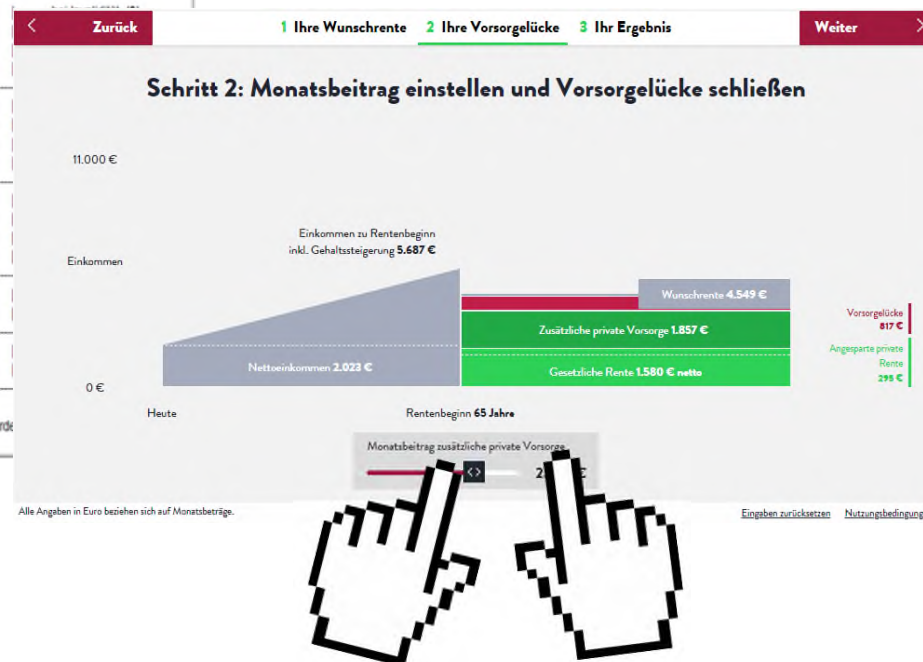 Zurück
1 Ihre Wunschrente 2 Ihre Vorsorgelücke 3 Ihr Ergebnis
Weiter
Schritt 2: Monatsbeitrag einstellen und Vorsorgelücke schließen
11.000 €
Einkommen zu Rentenbeginn
inkl. Gehaltssteigerung 5.687 €
Einkommen
Wunschrente 4.549 €
Vorsorgelücke
817 €
Zusätzliche private Vorsorge 1.857 €
Angesparte private
Rente
295 €
Nettoeinkommen 2.023 €
Gesetzliche Rente 1.580 € netto
0 €
Heute
Rentenbeginn 65 Jahre
Monatsbeitrag zusätzliche private Vorsorge
€
Alle Angaben in Euro beziehen sich auf Monatsbeträge.
Eingaben zurücksetzen Nutzungsbedingung